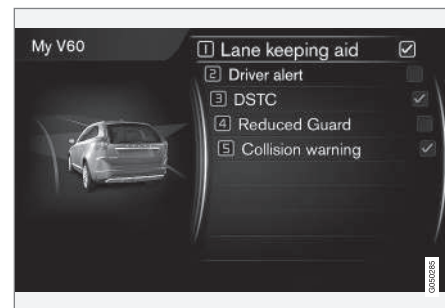 My V60
1 Lane keeping aid
2 Driver alert
3 DSTC
4 Reduced Guard
5 Collision warning
G050285